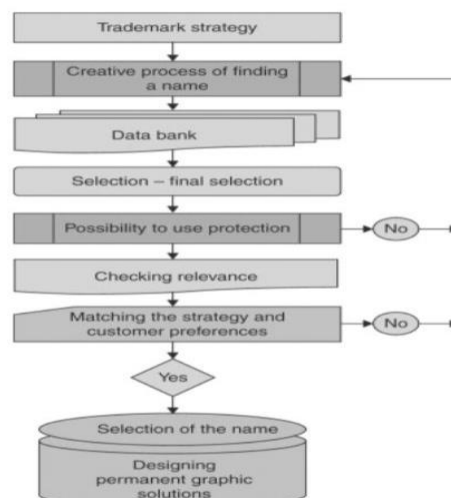 Trademark strategy
Creative process of finding
a name
Data bank
Selection – final selection
Possibility to use protection
No
Checking relevance
Matching the strategy and
customer preferences
No
Yes
Selection of the name
Designing
permanent graphic
solutions